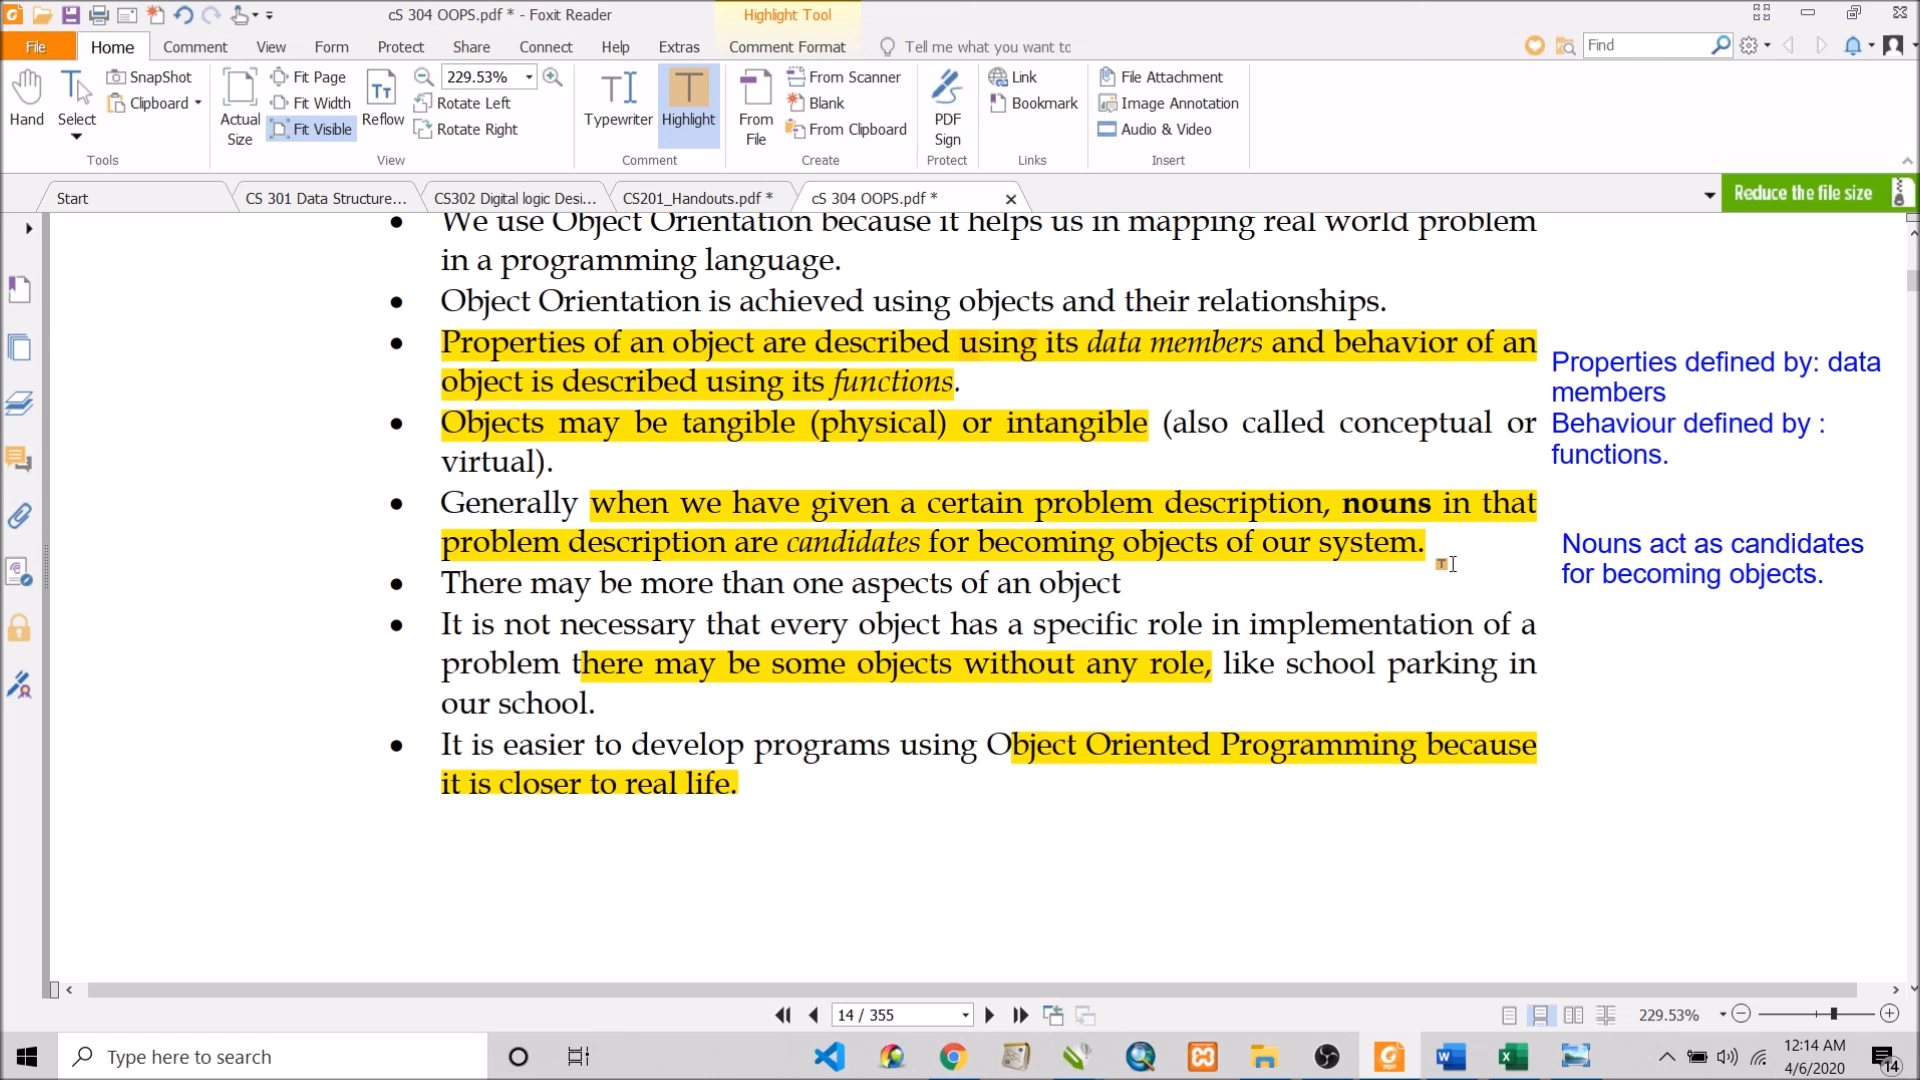 cS 304 OOPS.pdf * - Foxit Reader
Highlight Tool
File Home Comment View Form Protect Share Connect Help Extras Comment Format Tell me what you want to Find
Hand
Select
SnapShot
Clipboard
Tools
Actual Size
Fit Page
Fit Width
Fit Visible
Reflow
229.53%
Rotate Left
Rotate Right
View
Typewriter
Highlight
Comment
From File
From Scanner
Blank
From Clipboard
Create
PDF Sign
Protect
Link
Bookmark
Links
File Attachment
Image Annotation
Audio & Video
Insert
Start CS 301 Data Structure... CS302 Digital logic Desi... CS201_Handouts.pdf * cS 304 OOPS.pdf * Reduce the file size
• We use Object Orientation because it helps us in mapping real world problem
in a programming language.
• Object Orientation is achieved using objects and their relationships.
• Properties of an object are described using its data members and behavior of an
object is described using its functions.
• Objects may be tangible (physical) or intangible (also called conceptual or
virtual).
• Generally when we have given a certain problem description, nouns in that
problem description are candidates for becoming objects of our system.
• There may be more than one aspects of an object
• It is not necessary that every object has a specific role in implementation of a
problem there may be some objects without any role, like school parking in
our school.
• It is easier to develop programs using Object Oriented Programming because
it is closer to real life.
Properties defined by: data
members
Behaviour defined by :
functions.
Nouns act as candidates
for becoming objects.
14 / 355
229.53%
Type here to search
12:14 AM
4/6/2020
14